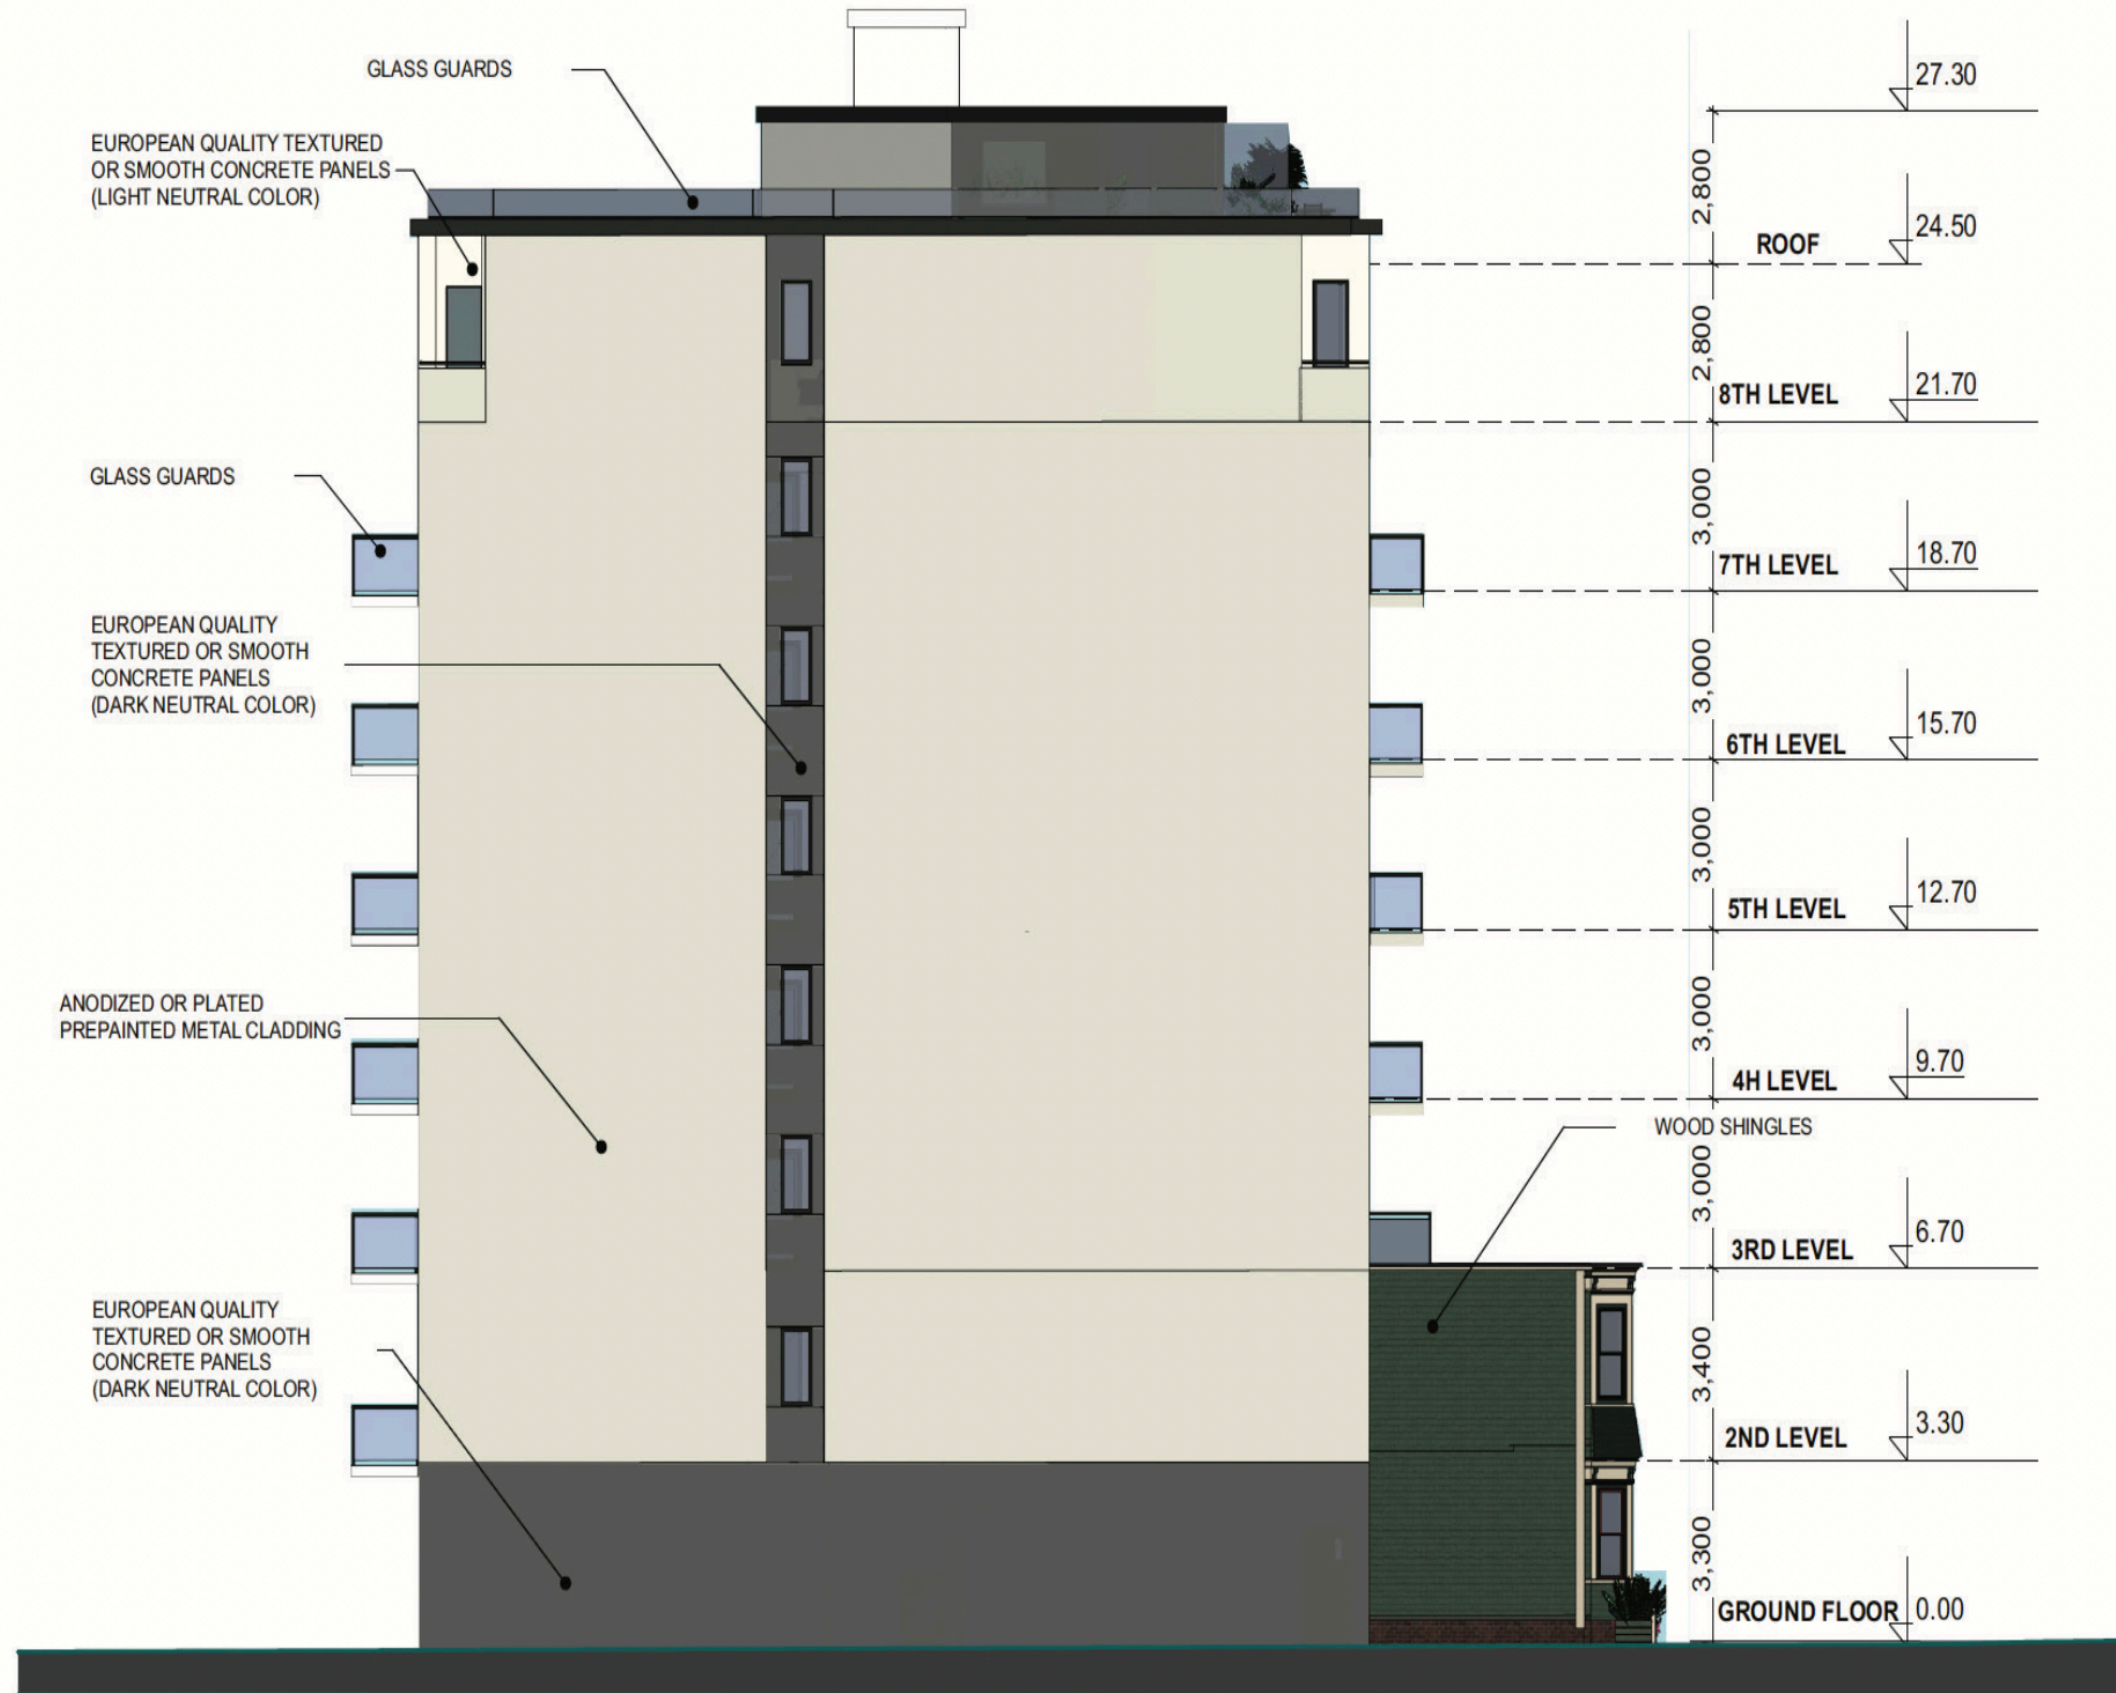 GLASS GUARDS
EUROPEAN QUALITY TEXTURED
OR SMOOTH CONCRETE PANELS
(LIGHT NEUTRAL COLOR)
GLASS GUARDS
EUROPEAN QUALITY
TEXTURED OR SMOOTH
CONCRETE PANELS
(DARK NEUTRAL COLOR)
ANODIZED OR PLATED
PREPAINTED METAL CLADDING
EUROPEAN QUALITY
TEXTURED OR SMOOTH
CONCRETE PANELS
(DARK NEUTRAL COLOR)
27.30
2,800
ROOF
24.50
2,800
8TH LEVEL
21.70
3,000
7TH LEVEL
18.70
3,000
6TH LEVEL
15.70
3,000
5TH LEVEL
12.70
3,000
4H LEVEL
9.70
WOOD SHINGLES
3,000
3RD LEVEL
6.70
3,400
2ND LEVEL
3.30
3,300
GROUND FLOOR
0.00